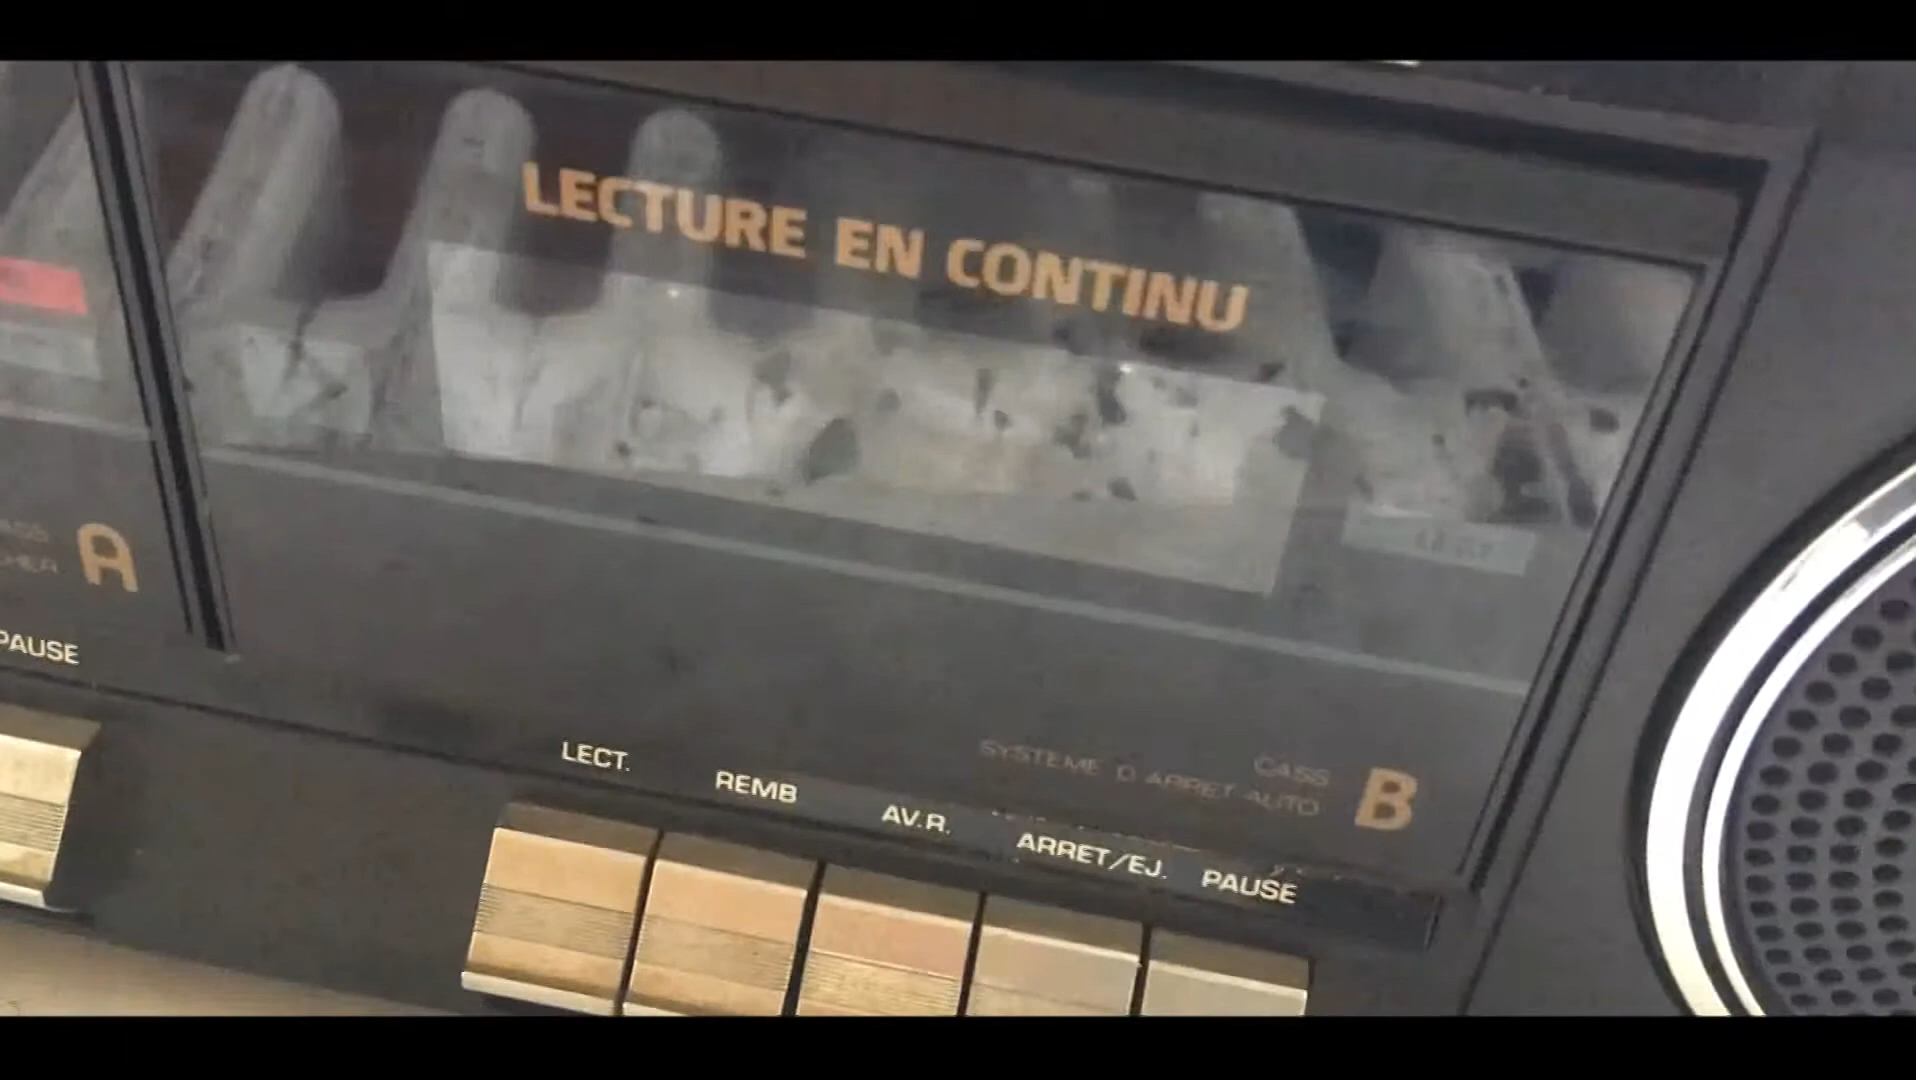 LECTURE EN CONTINU
A
PAUSE
LECT.
REMB
AV.R.
ARRET/EJ.
PAUSE
CASS
SYSTEME D ARRET AUTO
B